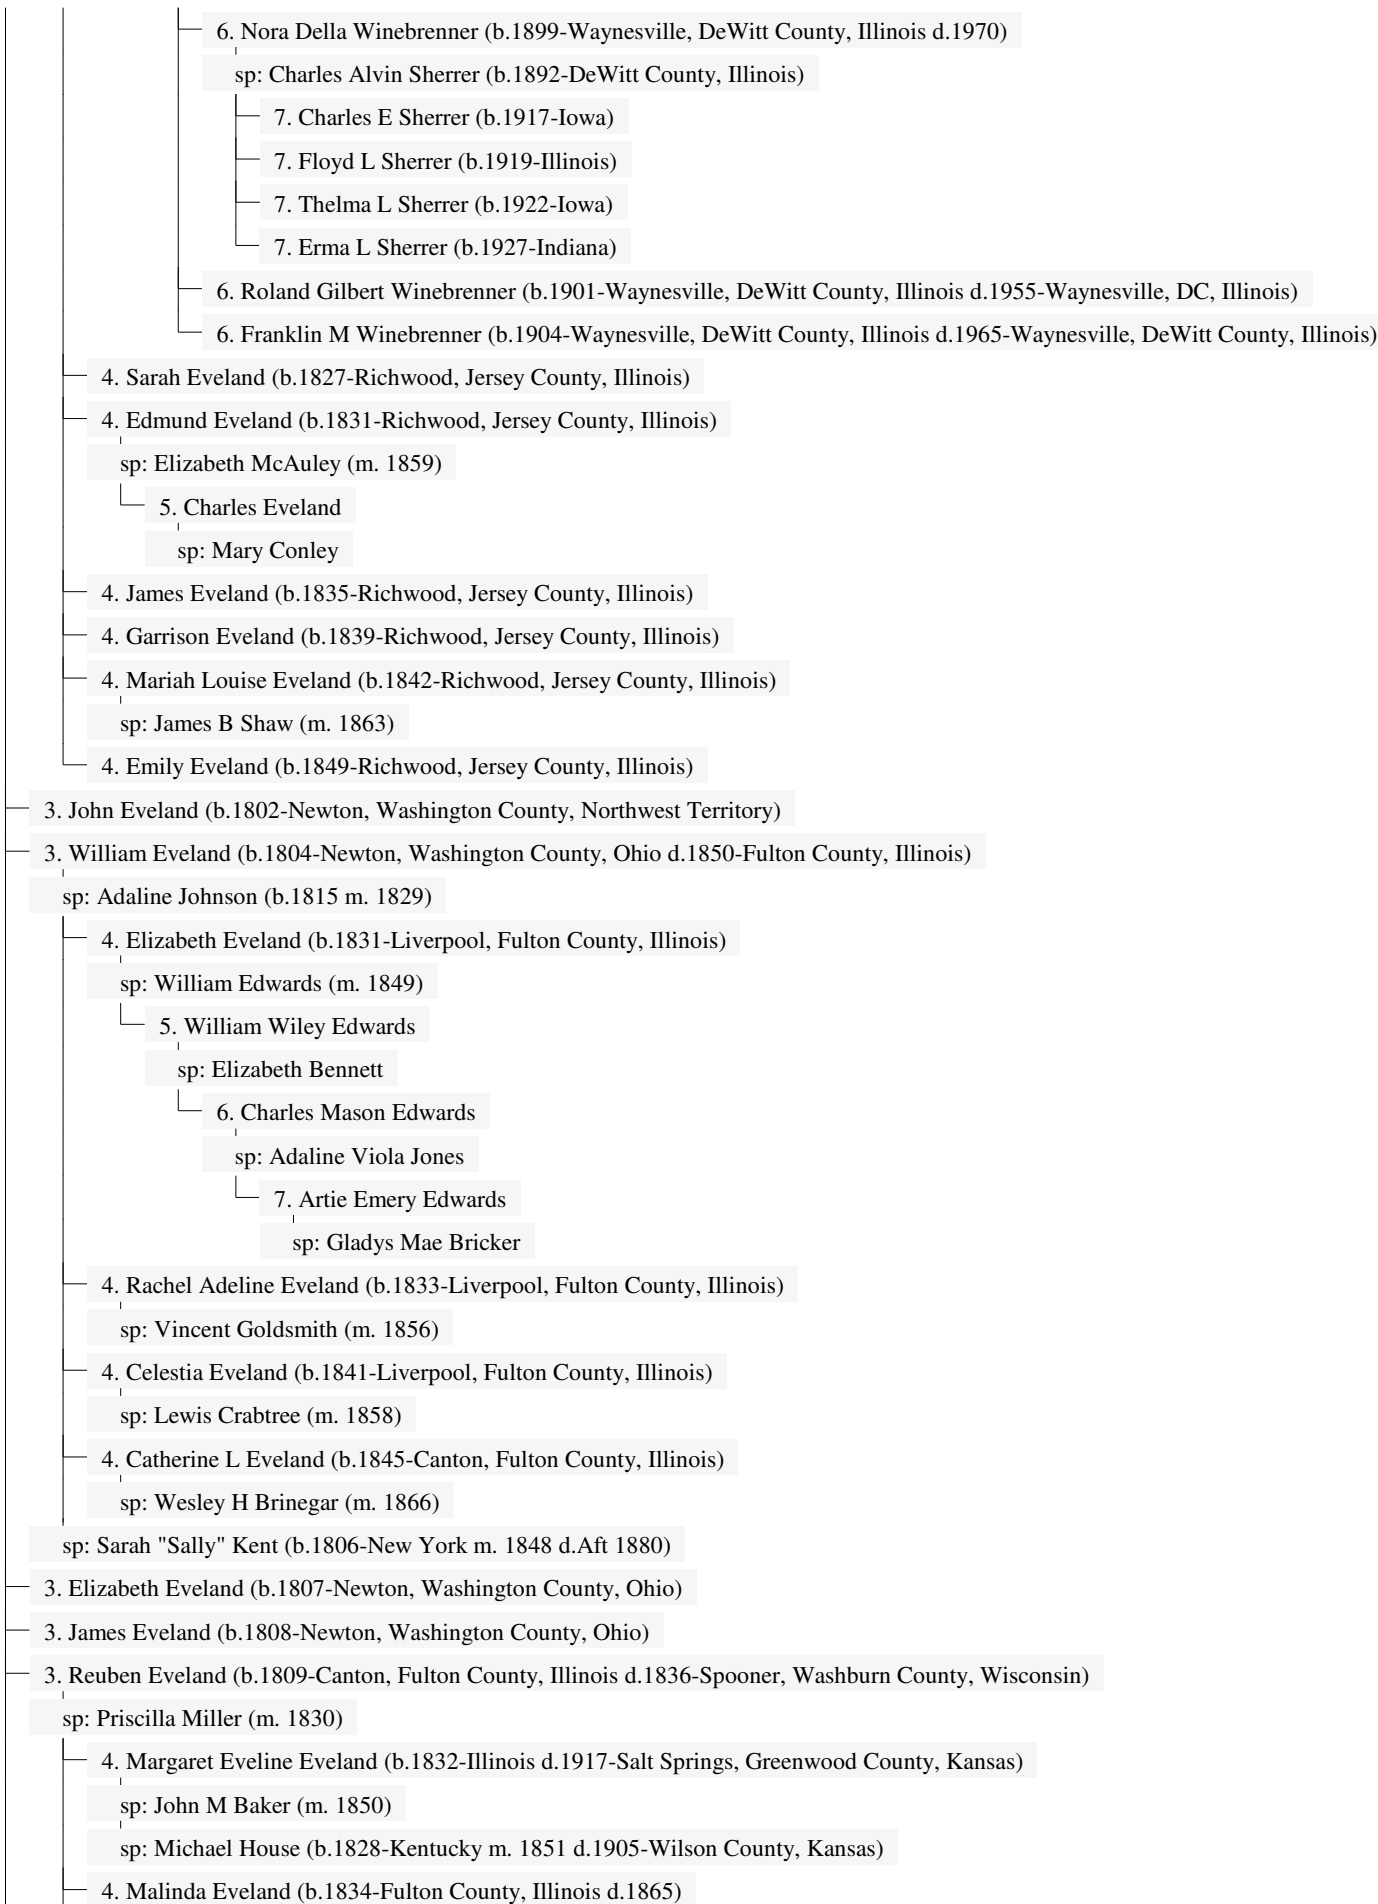 6. Nora Della Winebrenner (b.1899-Waynesville, DeWitt County, Illinois d.1970)
sp: Charles Alvin Sherrer (b.1892-DeWitt County, Illinois)
7. Charles E Sherrer (b.1917-Iowa)
7. Floyd L Sherrer (b.1919-Illinois)
7. Thelma L Sherrer (b.1922-Iowa)
7. Erma L Sherrer (b.1927-Indiana)
6. Roland Gilbert Winebrenner (b.1901-Waynesville, DeWitt County, Illinois d.1955-Waynesville, DC, Illinois)
6. Franklin M Winebrenner (b.1904-Waynesville, DeWitt County, Illinois d.1965-Waynesville, DeWitt County, Illinois)
4. Sarah Eveland (b.1827-Richwood, Jersey County, Illinois)
4. Edmund Eveland (b.1831-Richwood, Jersey County, Illinois)
sp: Elizabeth McAuley (m. 1859)
5. Charles Eveland
sp: Mary Conley
4. James Eveland (b.1835-Richwood, Jersey County, Illinois)
4. Garrison Eveland (b.1839-Richwood, Jersey County, Illinois)
4. Mariah Louise Eveland (b.1842-Richwood, Jersey County, Illinois)
sp: James B Shaw (m. 1863)
4. Emily Eveland (b.1849-Richwood, Jersey County, Illinois)
3. John Eveland (b.1802-Newton, Washington County, Northwest Territory)
3. William Eveland (b.1804-Newton, Washington County, Ohio d.1850-Fulton County, Illinois)
sp: Adaline Johnson (b.1815 m. 1829)
4. Elizabeth Eveland (b.1831-Liverpool, Fulton County, Illinois)
sp: William Edwards (m. 1849)
5. William Wiley Edwards
sp: Elizabeth Bennett
6. Charles Mason Edwards
sp: Adaline Viola Jones
7. Artie Emery Edwards
sp: Gladys Mae Bricker
4. Rachel Adeline Eveland (b.1833-Liverpool, Fulton County, Illinois)
sp: Vincent Goldsmith (m. 1856)
4. Celestia Eveland (b.1841-Liverpool, Fulton County, Illinois)
sp: Lewis Crabtree (m. 1858)
4. Catherine L Eveland (b.1845-Canton, Fulton County, Illinois)
sp: Wesley H Brinegar (m. 1866)
sp: Sarah "Sally" Kent (b.1806-New York m. 1848 d.Aft 1880)
3. Elizabeth Eveland (b.1807-Newton, Washington County, Ohio)
3. James Eveland (b.1808-Newton, Washington County, Ohio)
3. Reuben Eveland (b.1809-Canton, Fulton County, Illinois d.1836-Spooner, Washburn County, Wisconsin)
sp: Priscilla Miller (m. 1830)
4. Margaret Eveline Eveland (b.1832-Illinois d.1917-Salt Springs, Greenwood County, Kansas)
sp: John M Baker (m. 1850)
sp: Michael House (b.1828-Kentucky m. 1851 d.1905-Wilson County, Kansas)
4. Malinda Eveland (b.1834-Fulton County, Illinois d.1865)